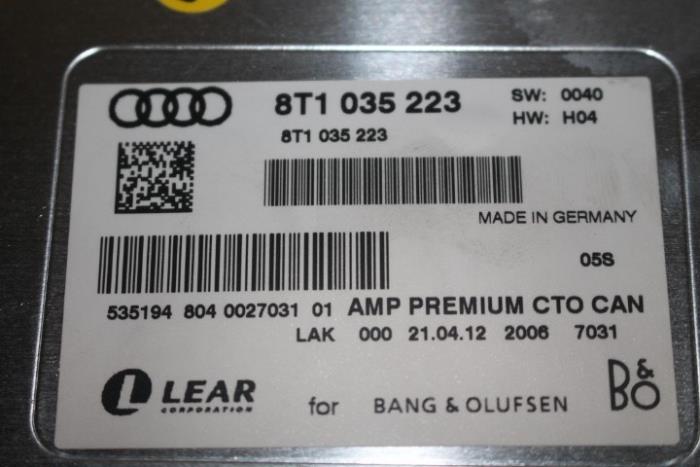 8T1 035 223
SW: 0040
8T1 035 223
HW: H04
MADE IN GERMANY
05S
535194 804 0027031 01 AMP PREMIUM CTO CAN
LAK 000 21.04.12 2006 7031
LEAR
CORPORATION
for BANG & OLUFSEN
B&O